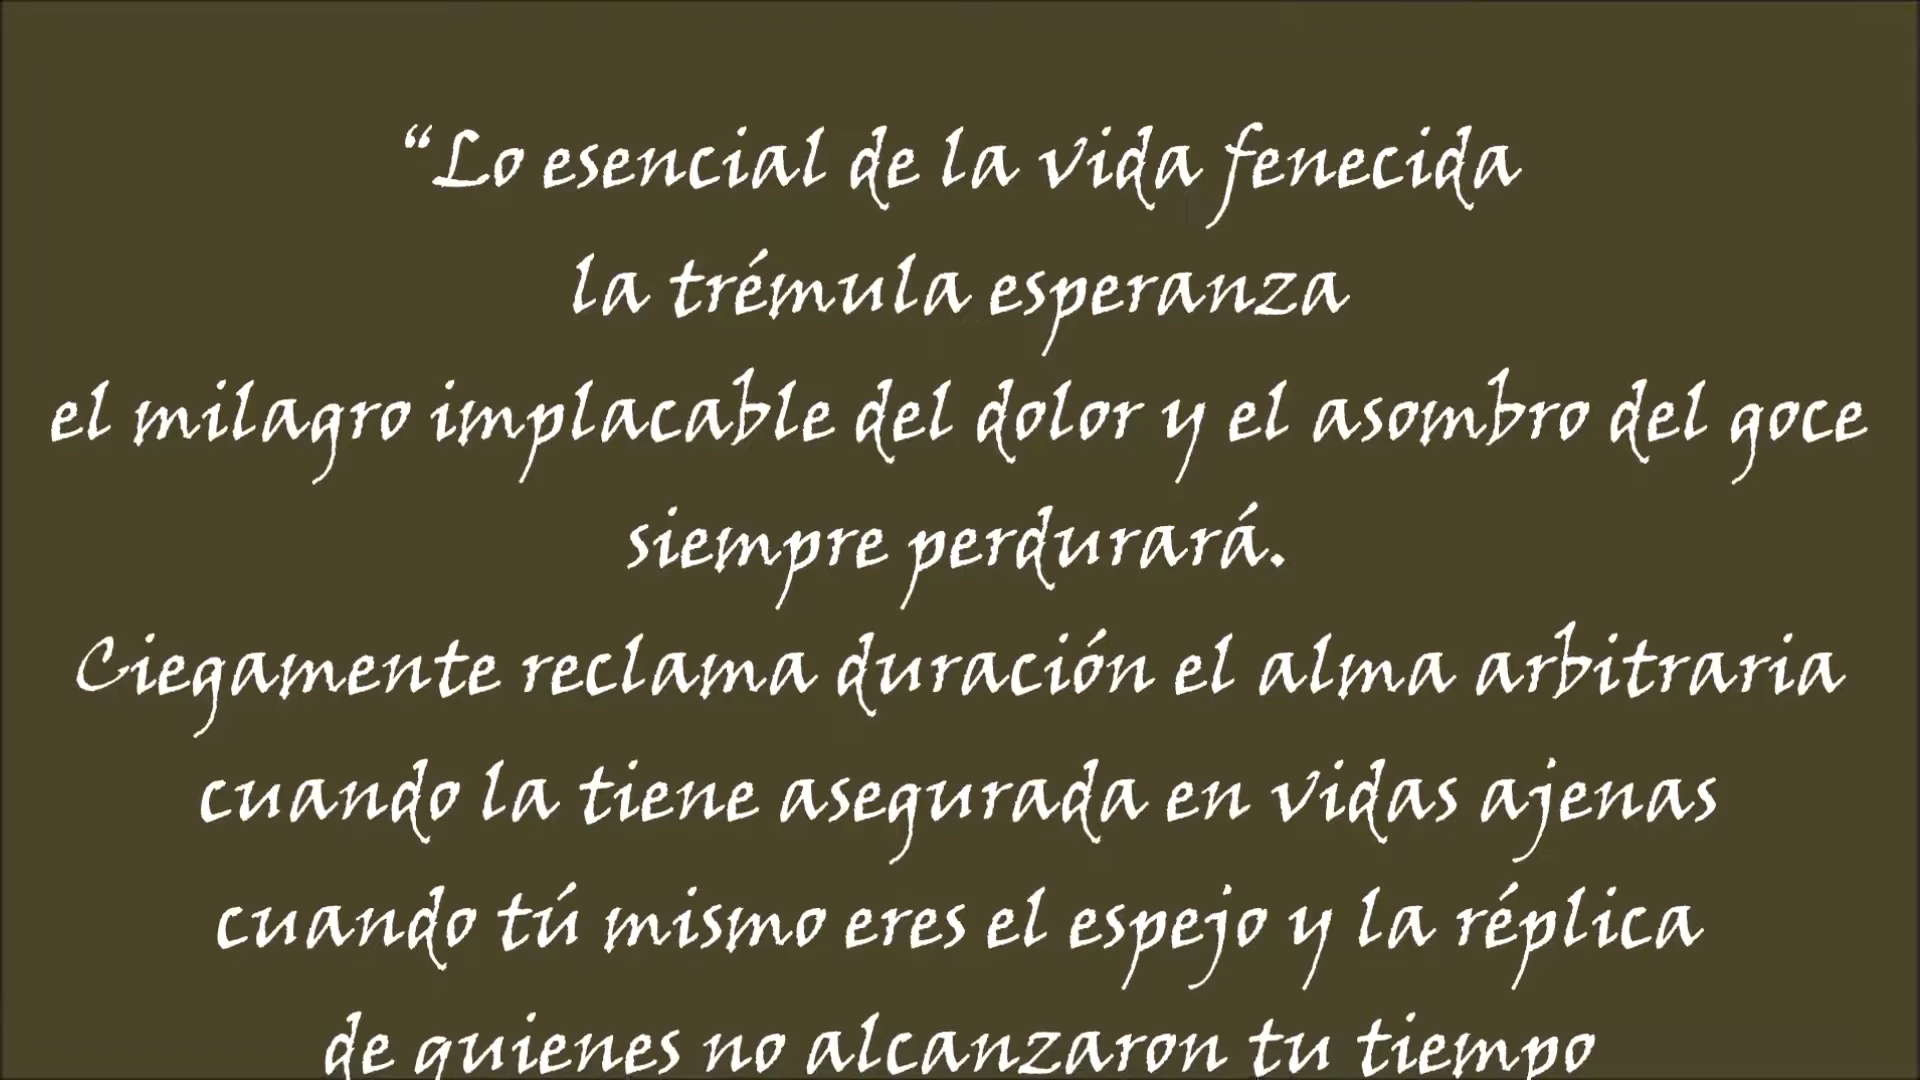 “Lo esencial de la vida fenecida
la trémula esperanza
el milagro implacable del dolor y el asombro del goce
siempre perdurará.
Ciegamente reclama duración el alma arbitraria
cuando la tiene asegurada en vidas ajenas
cuando tú mismo eres el espejo y la réplica
de quienes no alcanzaron tu tiempo